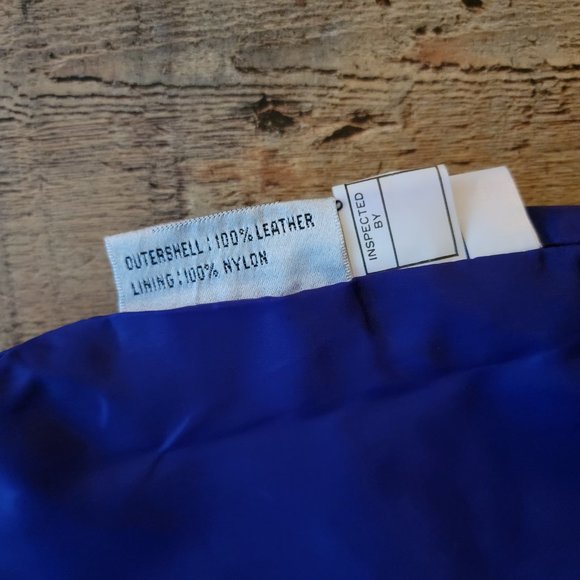 OUTERSHELL : 100% LEATHER
LINING : 100% NYLON
INSPECTED
BY